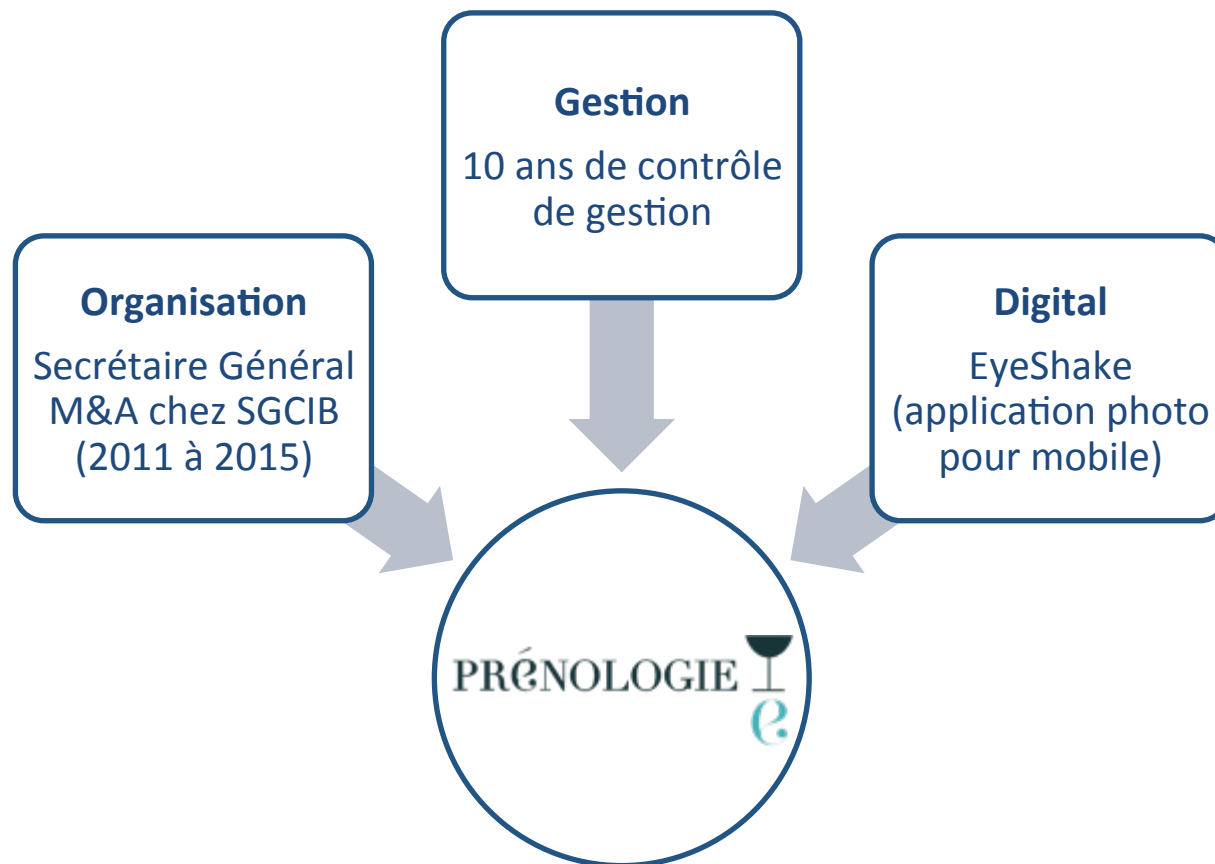 Gestion
10 ans de contrôle
de gestion
Organisation
Secrétaire Général
M&A chez SGCIB
(2011 à 2015)
Digital
EyeShake
(application photo
pour mobile)
PRéNOLOGIE
e